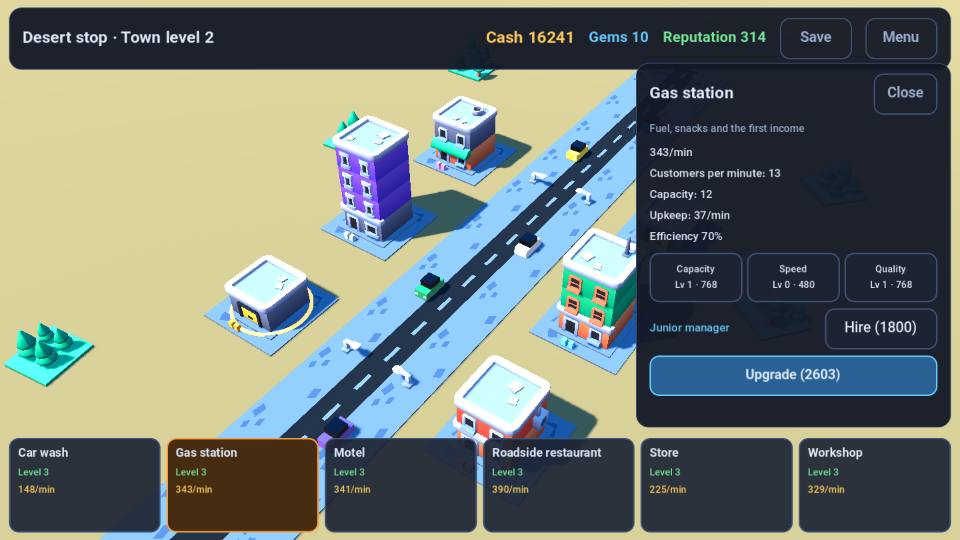 Desert stop · Town level 2
Cash 16241
Gems 10
Reputation 314
Save
Menu
Gas station
Close
Fuel, snacks and the first income
343/min
Customers per minute: 13
Capacity: 12
Upkeep: 37/min
Efficiency 70%
Capacity
Lv 1 · 768
Speed
Lv 0 · 480
Quality
Lv 1 · 768
Junior manager
Hire (1800)
Upgrade (2603)
Car wash
Level 3
148/min
Gas station
Level 3
343/min
Motel
Level 3
341/min
Roadside restaurant
Level 3
390/min
Store
Level 3
225/min
Workshop
Level 3
329/min